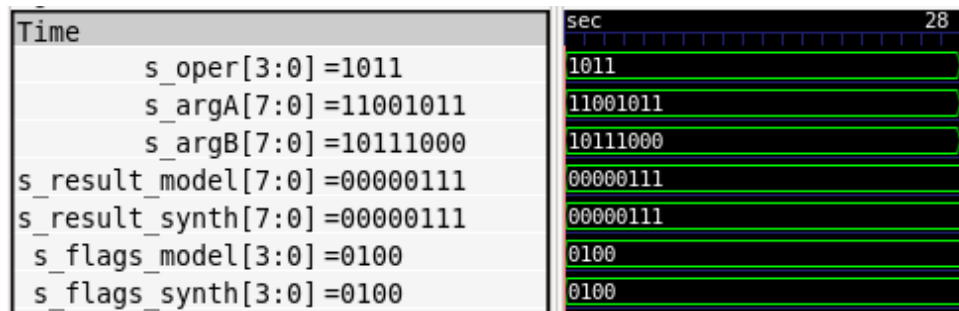 Time
sec 28
s_oper[3:0]=1011
1011
s_argA[7:0]=11001011
11001011
s_argB[7:0]=10111000
10111000
s_result_model[7:0]=00000111
00000111
s_result_synth[7:0]=00000111
00000111
s_flags_model[3:0]=0100
0100
s_flags_synth[3:0]=0100
0100